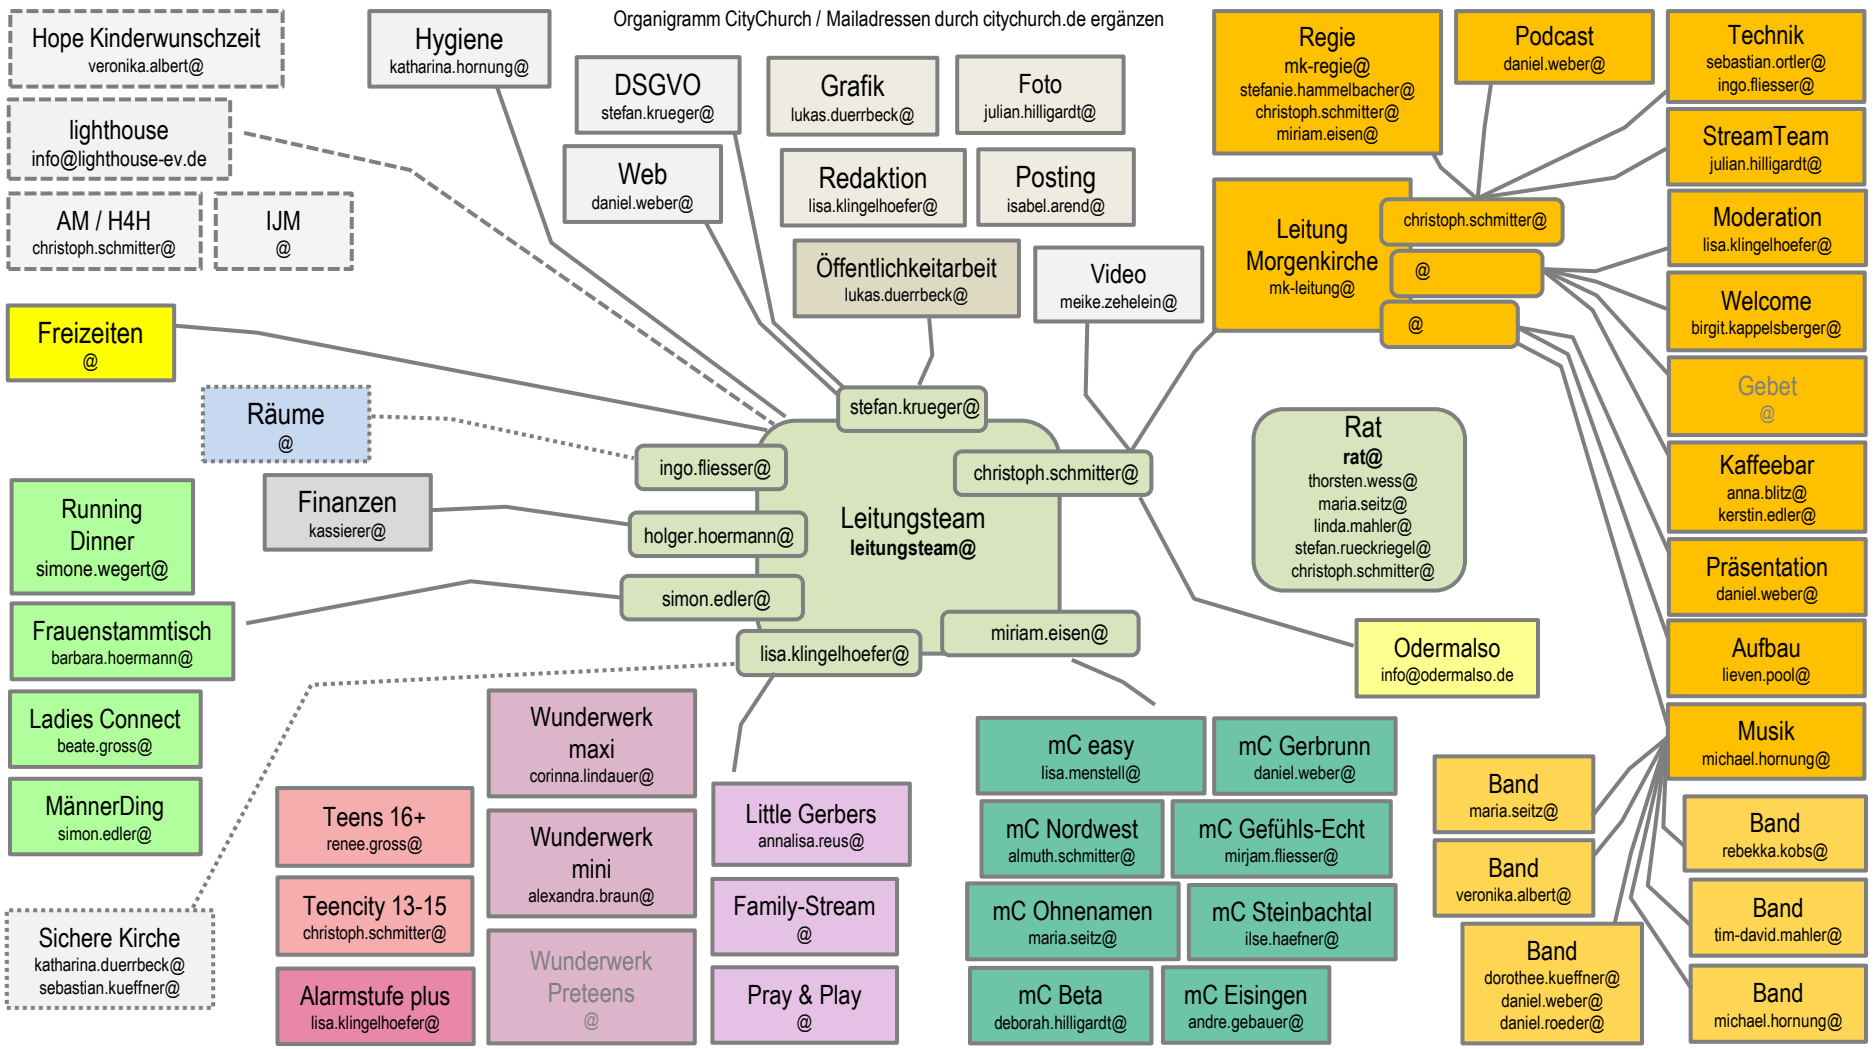 Organigramm CityChurch / Mailadressen durch citychurch.de ergänzen
Hope Kinderwunschzeit
veronika.albert@
lighthouse
info@lighthouse-ev.de
AM / H4H
christoph.schmitter@
IJM
@
Hygiene
katharina.hornung@
DSGVO
stefan.krueger@
Web
daniel.weber@
Grafik
lukas.duerrbeck@
Foto
julian.hilligardt@
Redaktion
lisa.klingelhoefer@
Posting
isabel.arend@
Öffentlichkeitarbeit
lukas.duerrbeck@
Video
meike.zehelein@
Regie
mk-regie@
stefanie.hammelbacher@
christoph.schmitter@
miriam.eisen@
Podcast
daniel.weber@
Technik
sebastian.ortler@
ingo.fliesser@
StreamTeam
julian.hilligardt@
Leitung
Morgenkirche
mk-leitung@
christoph.schmitter@
@
@
Moderation
lisa.klingelhoefer@
Welcome
birgit.kappelsberger@
Gebet
@
Kaffeebar
anna.blitz@
kerstin.edler@
Präsentation
daniel.weber@
Aufbau
lieven.pool@
Musik
michael.hornung@
Freizeiten
@
Räume
@
Finanzen
kassierer@
Leitungsteam
leitungsteam@
stefan.krueger@
ingo.fliesser@
christoph.schmitter@
holger.hoermann@
simon.edler@
miriam.eisen@
lisa.klingelhoefer@
Rat
rat@
thorsten.wess@
maria.seitz@
linda.mahler@
stefan.rueckriegel@
christoph.schmitter@
Odermalso
info@odermalso.de
Running
Dinner
simone.wegert@
Frauenstammtisch
barbara.hoermann@
Ladies Connect
beate.gross@
MännerDing
simon.edler@
Sichere Kirche
katharina.duerrbeck@
sebastian.kueffner@
Teens 16+
renee.gross@
Teencity 13-15
christoph.schmitter@
Alarmstufe plus
lisa.klingelhoefer@
Wunderwerk
maxi
corinna.lindauer@
Wunderwerk
mini
alexandra.braun@
Wunderwerk
Preteens
@
Little Gerbers
annalisa.reus@
Family-Stream
@
Pray & Play
@
mC easy
lisa.menstell@
mC Gerbrunn
daniel.weber@
mC Nordwest
almuth.schmitter@
mC Gefühls-Echt
mirjam.fliesser@
mC Ohnenamen
maria.seitz@
mC Steinbachtal
ilse.haefner@
mC Beta
deborah.hilligardt@
mC Eisingen
andre.gebauer@
Band
maria.seitz@
Band
veronika.albert@
Band
dorothee.kueffner@
daniel.weber@
daniel.roeder@
Band
rebekka.kobs@
Band
tim-david.mahler@
Band
michael.hornung@